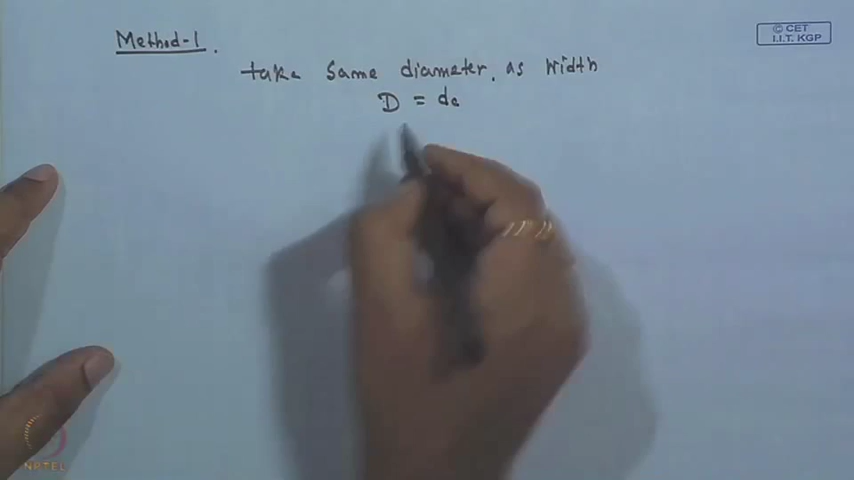 Method-1.
© CET
I.I.T. KGP
take same diameter. as width
D = de
NPTEL